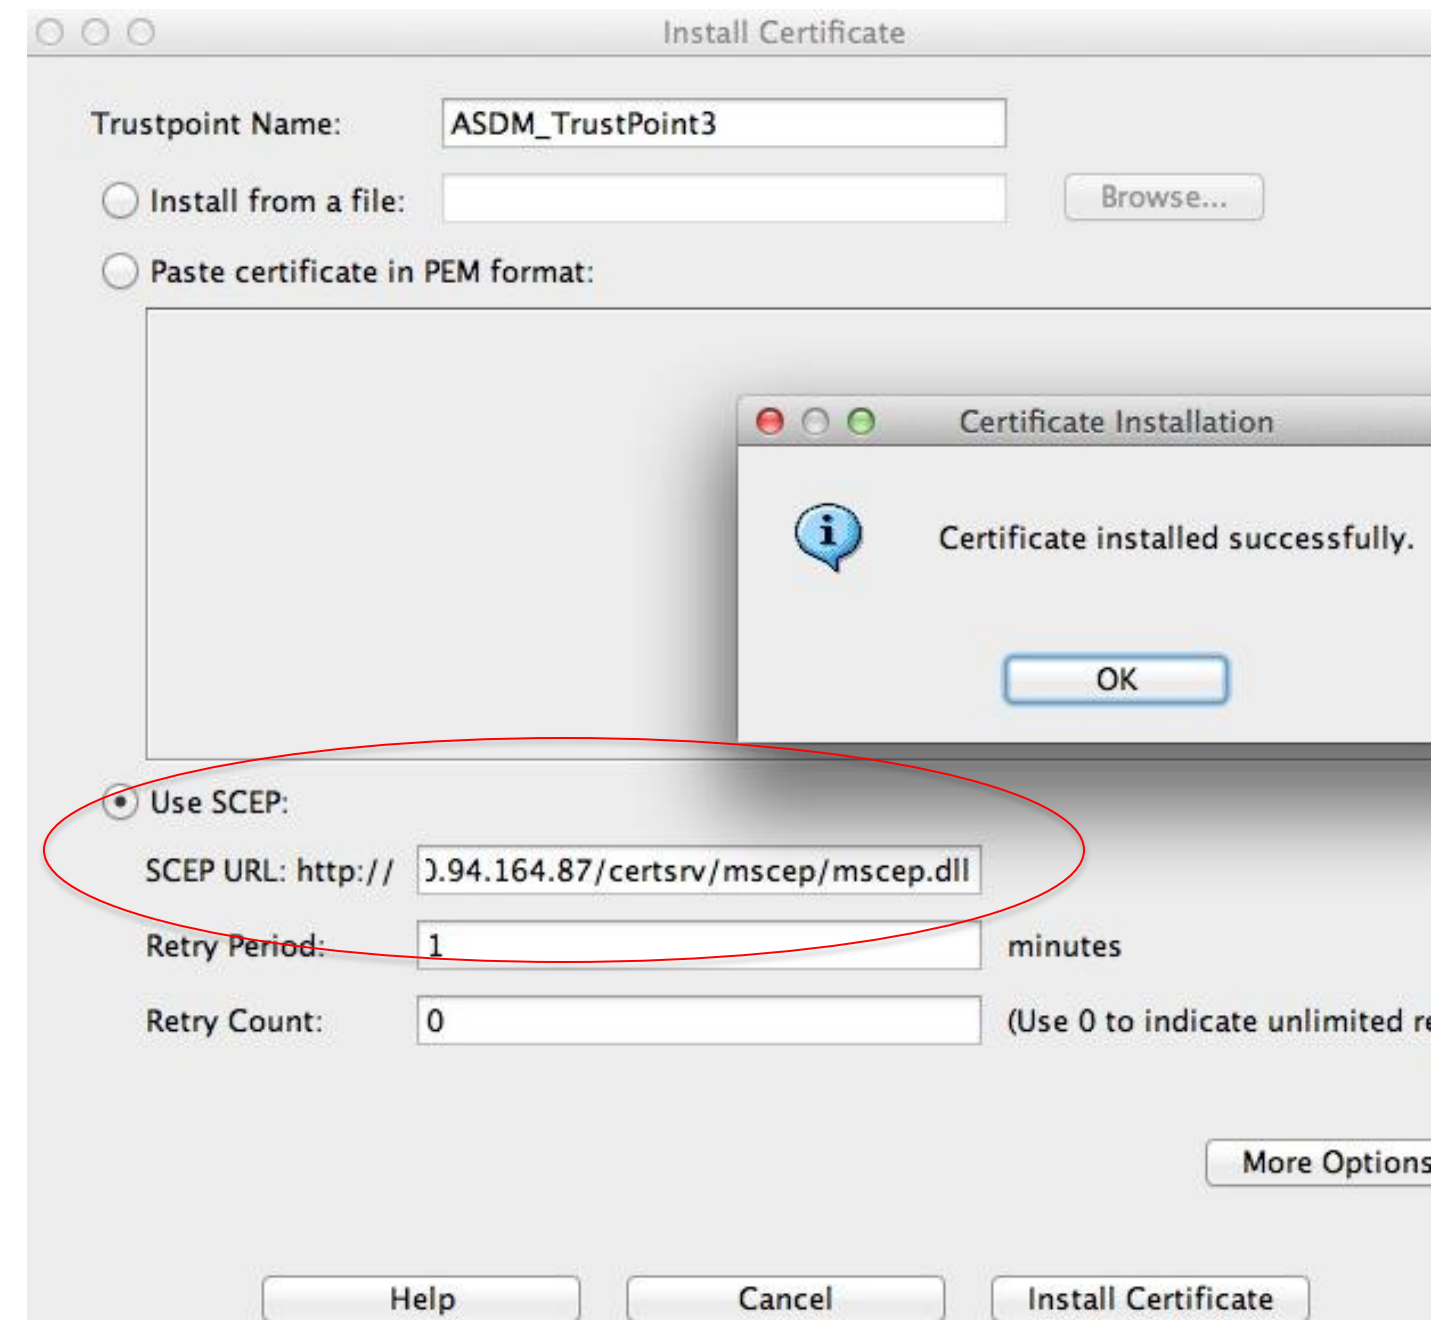 Install Certificate
Trustpoint Name: ASDM_TrustPoint3
Install from a file: Browse...
Paste certificate in PEM format:
Certificate Installation
i
Certificate installed successfully.
OK
Use SCEP:
SCEP URL: http:// .94.164.87/certsrv/mscep/mscep.dll
Retry Period: 1 minutes
Retry Count: 0 (Use 0 to indicate unlimited
More Options
Help Cancel Install Certificate